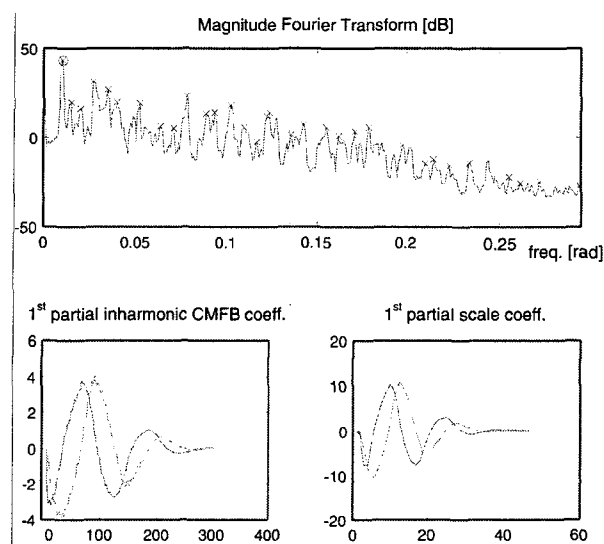 Magnitude Fourier Transform [dB]
50
0
-50
0 0.05 0.1 0.15 0.2 0.25 freq. [rad]
1st partial inharmonic CMFB coeff.
6
4
2
0
-2
-4
0 100 200 300 400
1st partial scale coeff.
20
10
0
-10
-20
0 20 40 60